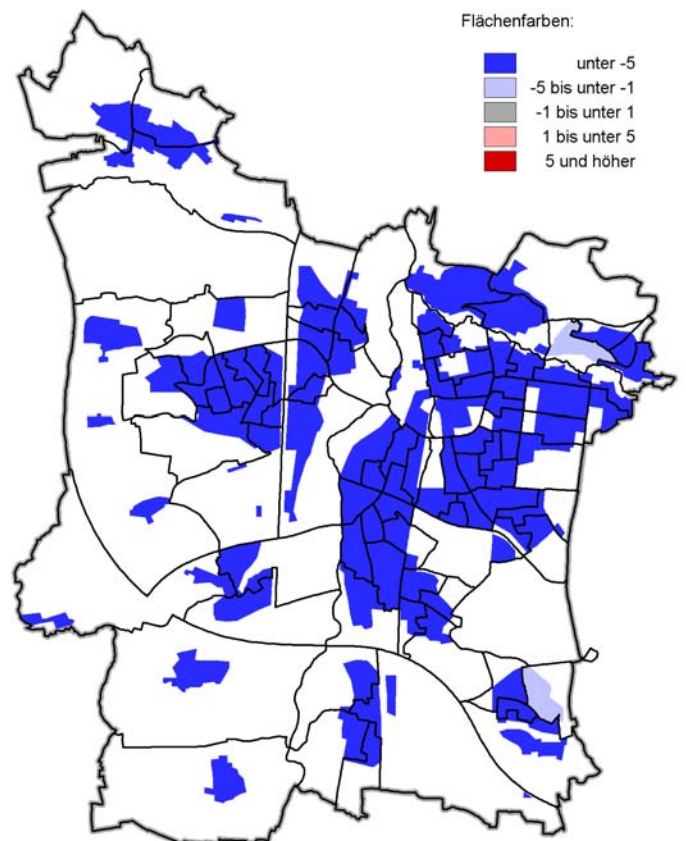 Flächenfarben:
unter -5
-5 bis unter -1
-1 bis unter 1
1 bis unter 5
5 und höher